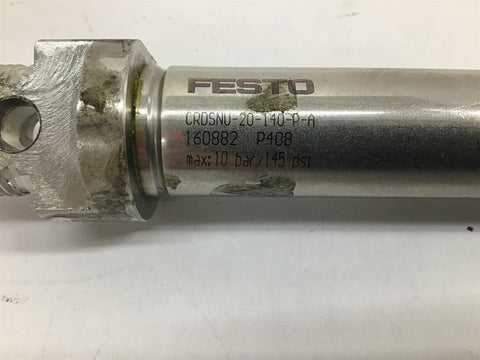 FESTO
CRDSNU-20-140-P-A
160882 P408
max: 10 bar/145 psi